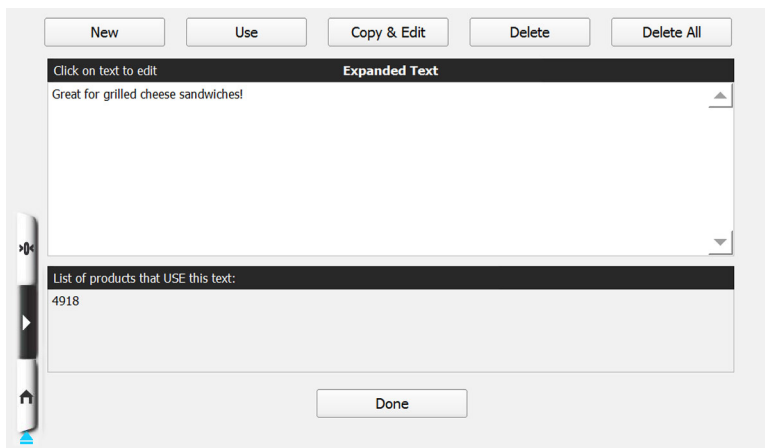 New Use Copy & Edit Delete Delete All
Click on text to edit Expanded Text
Great for grilled cheese sandwiches!
>0<
List of products that USE this text:
4918
Done